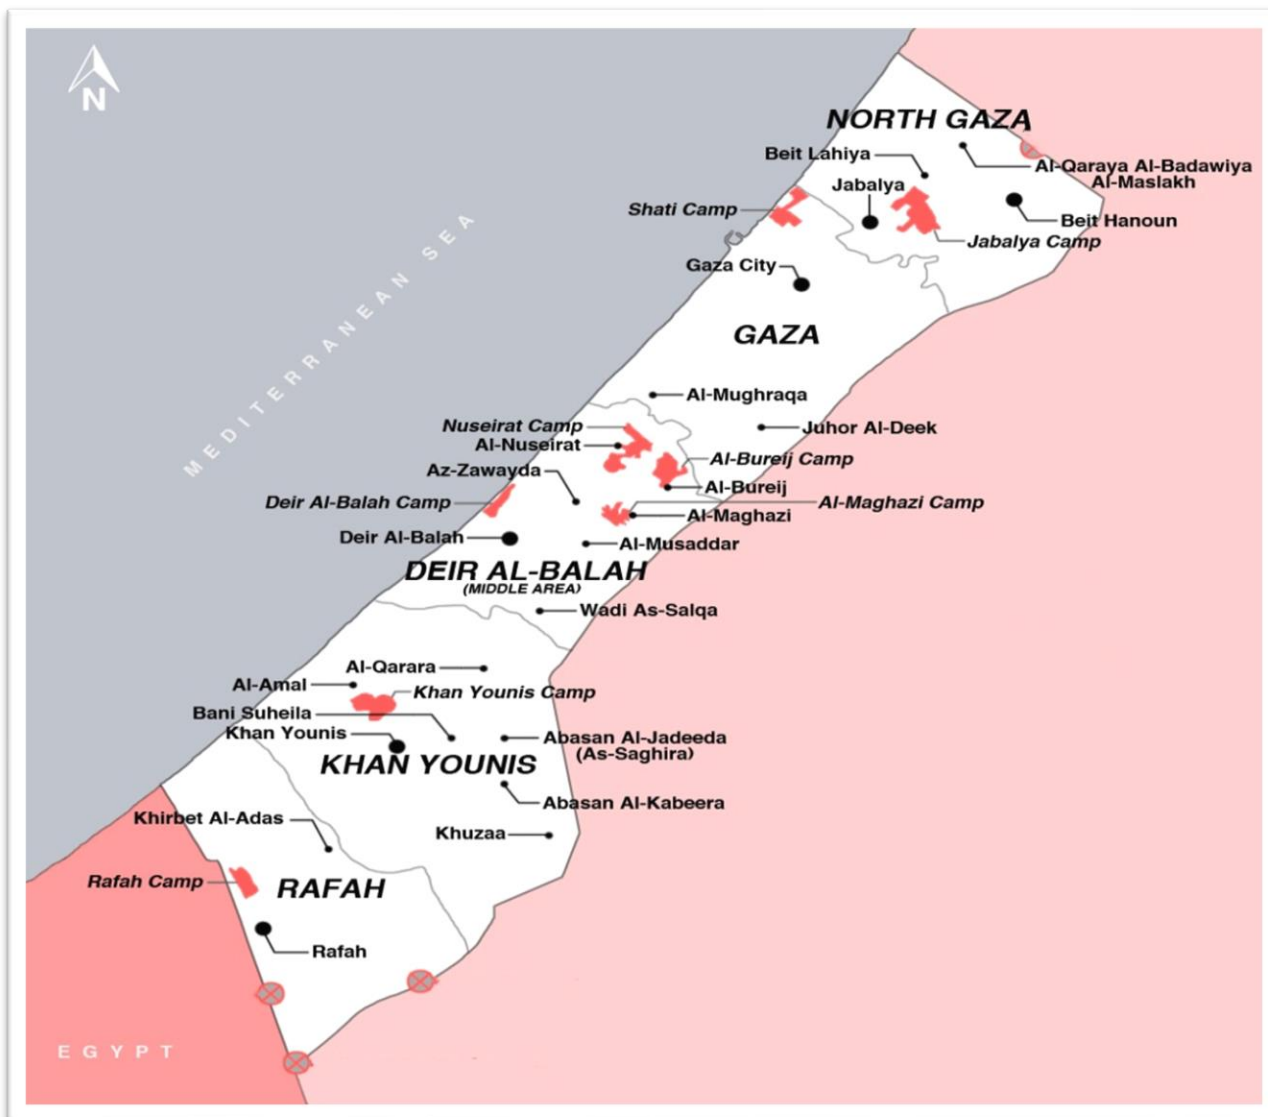 N
NORTH GAZA
Beit Lahiya
Al-Qaraya Al-Badawiya
Al-Maslakh
Jabalya
Shati Camp
Beit Hanoun
Jabalya Camp
Gaza City
MEDITERRANEAN SEA
GAZA
Al-Mughraqa
Nuseirat Camp
Juhor Al-Deek
Al-Nuseirat
Al-Bureij Camp
Az-Zawayda
Al-Bureij
Deir Al-Balah Camp
Al-Maghazi Camp
Al-Maghazi
Deir Al-Balah
Al-Musaddar
DEIR AL-BALAH
(MIDDLE AREA)
Wadi As-Salqa
Al-Qarara
Al-Amal
Khan Younis Camp
Bani Suheila
Khan Younis
Abasan Al-Jadeeda
(As-Saghira)
KHAN YOUNIS
Abasan Al-Kabeera
Khirbet Al-Adas
Khuzaa
Rafah Camp
RAFAH
Rafah
EGYPT